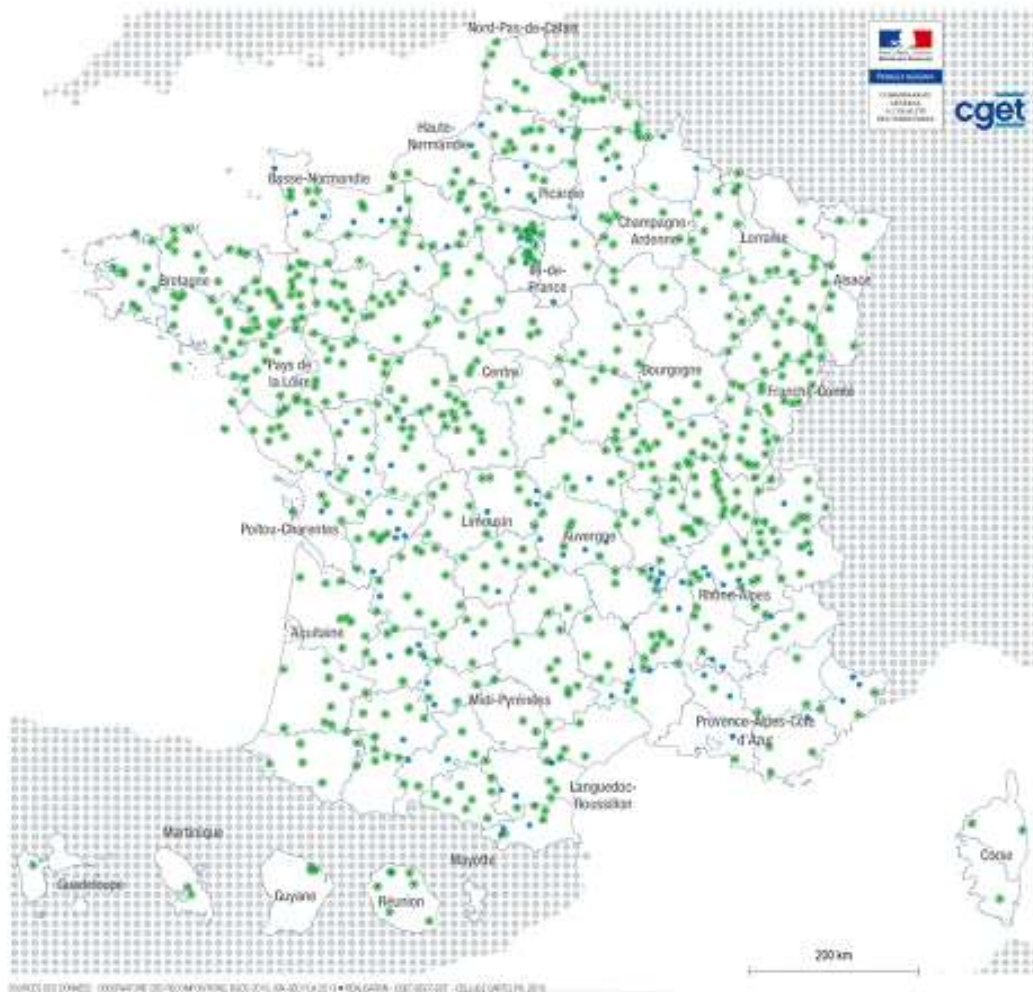 Nord-Pas-de-Calais
cget
Haute-
Normandie
Basse-Normandie
Picardie
Champagne-
Ardenne
Lorraine
Île-de-
France
Alsace
Bretagne
Pays de
la Loire
Centre
Bourgogne
Franche-Comté
Poitou-Charentes
Limousin
Auvergne
Rhône-Alpes
Aquitaine
Midi-Pyrénées
Provence-Alpes-Côte
d'Azur
Languedoc-
Roussillon
Martinique
Mayotte
Guadeloupe
Guyane
Réunion
Corse
200 km